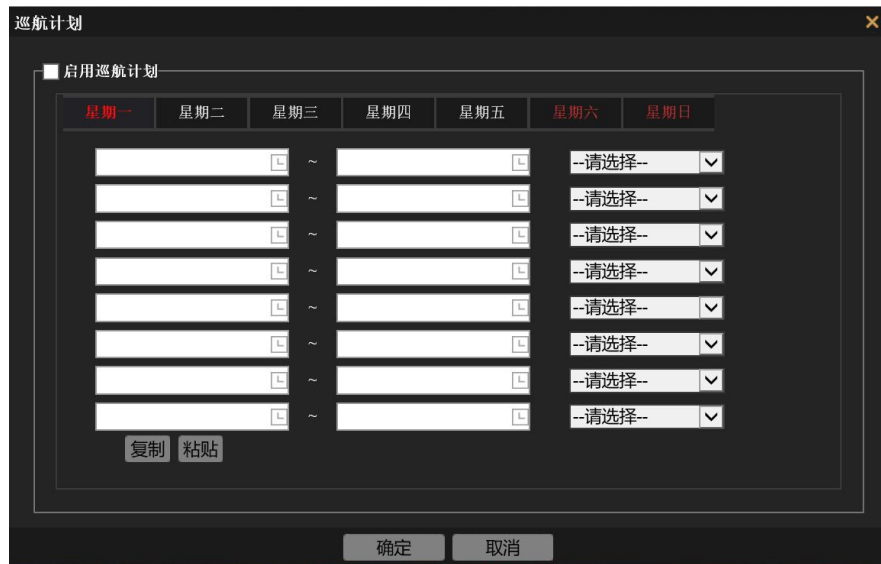 巡航计划
启用巡航计划
星期一 星期二 星期三 星期四 星期五 星期六 星期日
~ --请选择--
~ --请选择--
~ --请选择--
~ --请选择--
~ --请选择--
~ --请选择--
~ --请选择--
~ --请选择--
复制 粘贴
确定 取消